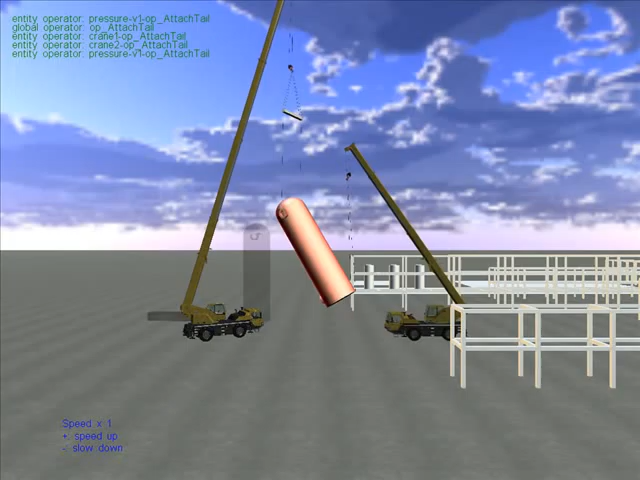 entity operator: pressure-v1-op_AttachTail
global operator: op_AttachTail
entity operator: crane1-op_AttachTail
entity operator: crane2-op_AttachTail
entity operator: pressure-v1-op_AttachTail
Speed x 1
+: speed up
-: slow down